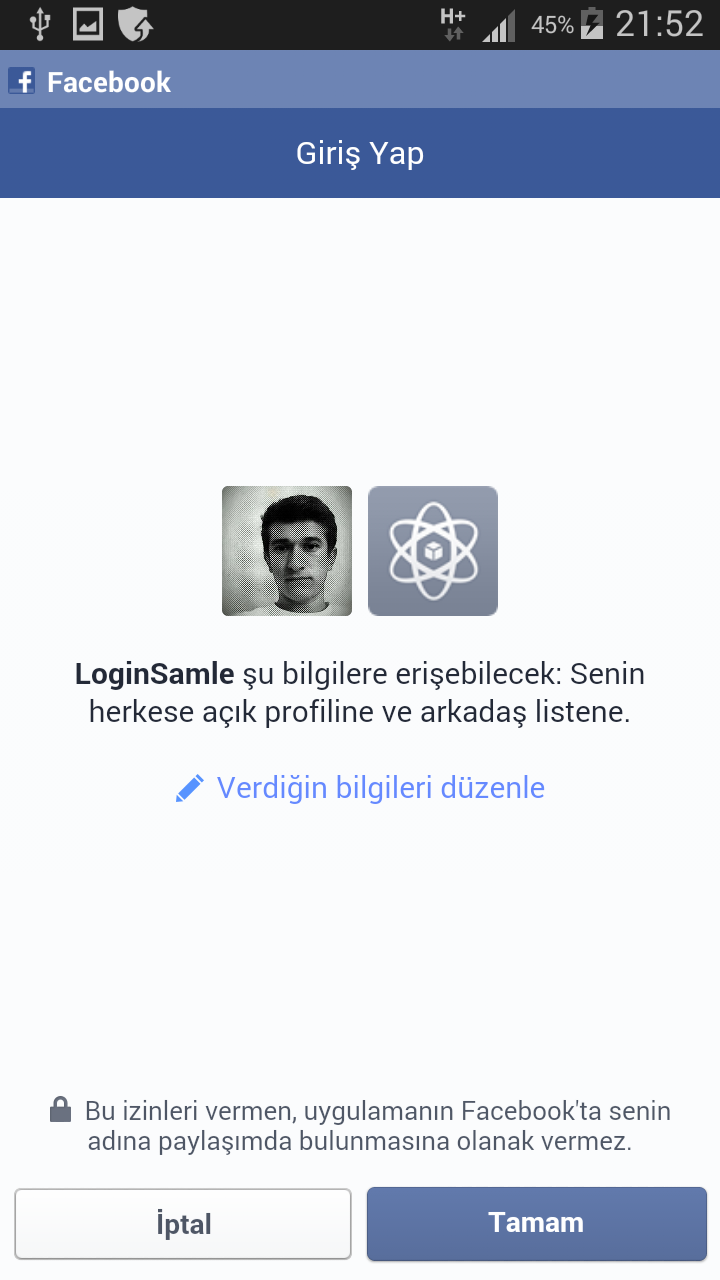 H+ 45% 21:52
Facebook
Giriş Yap
LoginSamle şu bilgilere erişebilecek: Senin
herkese açık profiline ve arkadaş listene.
Verdiğin bilgileri düzenle
Bu izinleri vermen, uygulamanın Facebook'ta senin
adına paylaşımda bulunmasına olanak vermez.
İptal
Tamam